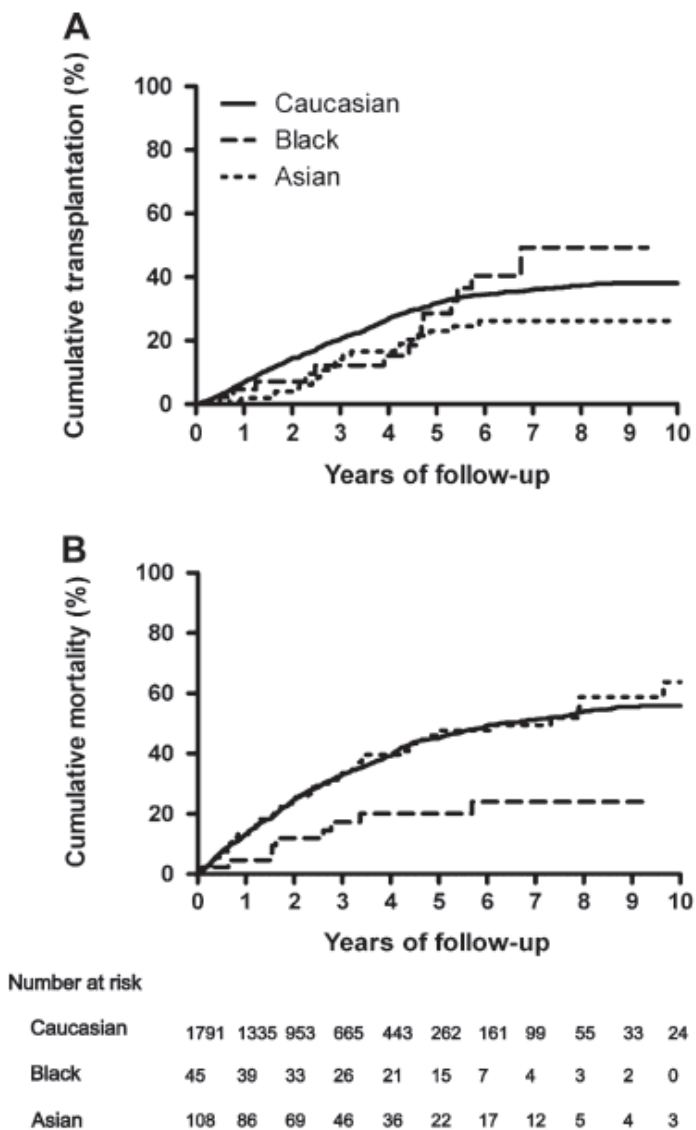 A
Cumulative transplantation (%)
100
80
60
40
20
0
Caucasian
Black
Asian
0 1 2 3 4 5 6 7 8 9 10
Years of follow-up
B
Cumulative mortality (%)
100
80
60
40
20
0
0 1 2 3 4 5 6 7 8 9 10
Years of follow-up
Number at risk
Caucasian 1791 1335 953 665 443 262 161 99 55 33 24
Black 45 39 33 26 21 15 7 4 3 2 0
Asian 108 86 69 46 36 22 17 12 5 4 3